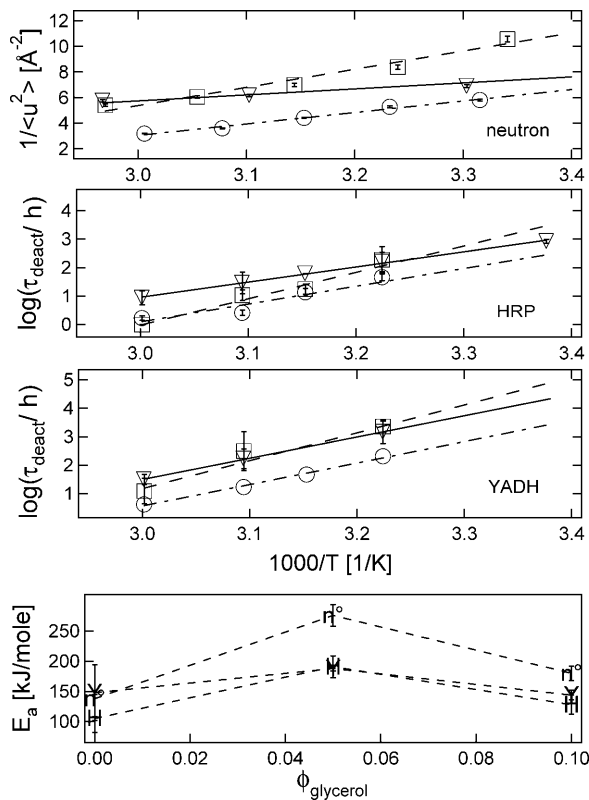 1/<u²> [Å⁻²]
12
10
8
6
4
2
neutron
3.0 3.1 3.2 3.3 3.4
log(τdeact/ h)
4
3
2
1
0
HRP
3.0 3.1 3.2 3.3 3.4
log(τdeact/ h)
5
4
3
2
1
YADH
3.0 3.1 3.2 3.3 3.4
1000/T [1/K]
Ea [kJ/mole]
250
200
150
100
n° n° n°
Y Y Y
H H H
0.00 0.02 0.04 0.06 0.08 0.10
ϕglycerol